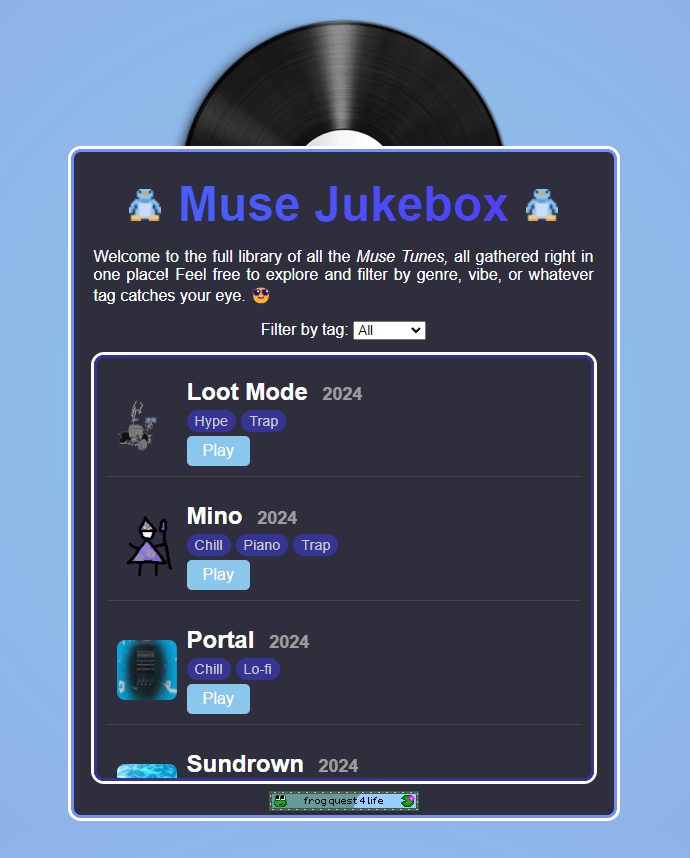 Muse Jukebox
Welcome to the full library of all the Muse Tunes, all gathered right in
one place! Feel free to explore and filter by genre, vibe, or whatever
tag catches your eye.
Filter by tag: All
Loot Mode 2024
Hype Trap
Play
Mino 2024
Chill Piano Trap
Play
Portal 2024
Chill Lo-fi
Play
Sundrown 2024
frog quest 4 life